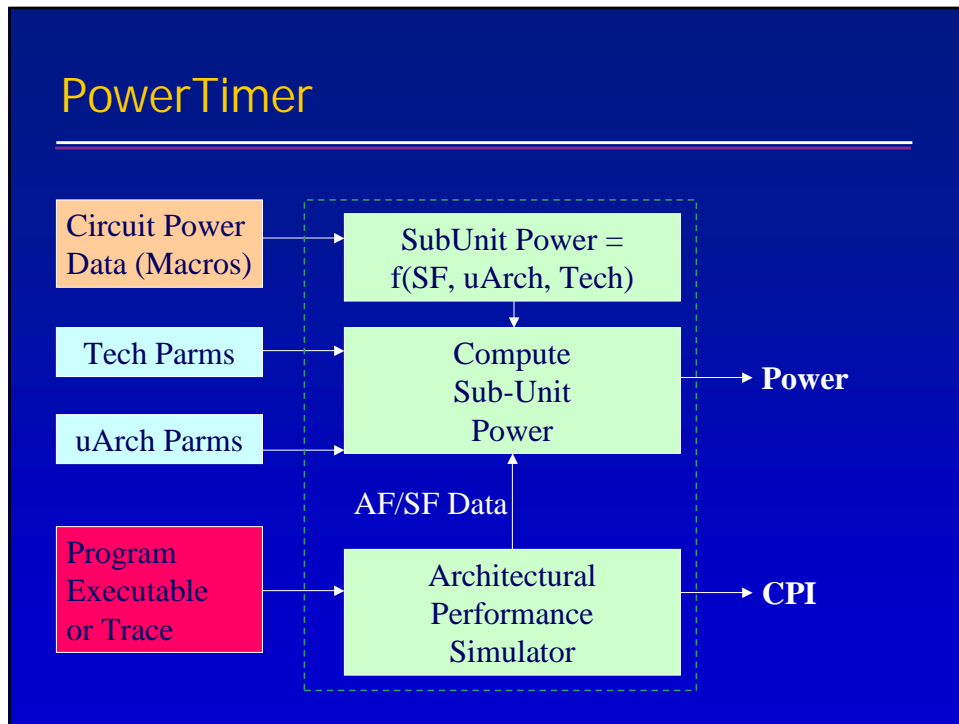 PowerTimer
Circuit Power
Data (Macros)
SubUnit Power =
f(SF, uArch, Tech)
Tech Parms
Compute
Sub-Unit
Power
Power
uArch Parms
AF/SF Data
Program
Executable
or Trace
Architectural
Performance
Simulator
CPI